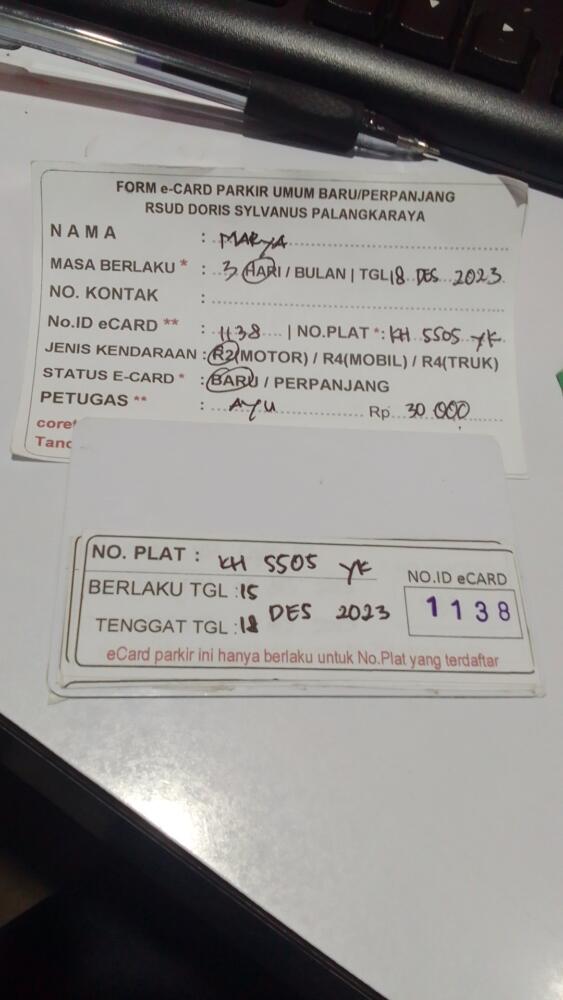 FORM e-CARD PARKIR UMUM BARU/PERPANJANG
RSUD DORIS SYLVANUS PALANGKARAYA
NAMA : MARYA
MASA BERLAKU * : 3 HARI / BULAN | TGL 18 DES 2023
NO. KONTAK :
No.ID eCARD ** : 1138 | NO.PLAT *: KH 5505 YK
JENIS KENDARAAN : R2(MOTOR) / R4(MOBIL) / R4(TRUK)
STATUS E-CARD * : BARU / PERPANJANG
PETUGAS ** : AYU Rp 30.000
NO. PLAT : KH 5505 YK
BERLAKU TGL : 15
NO.ID eCARD
1138
TENGGAT TGL : 18 DES 2023
eCard parkir ini hanya berlaku untuk No.Plat yang terdaftar